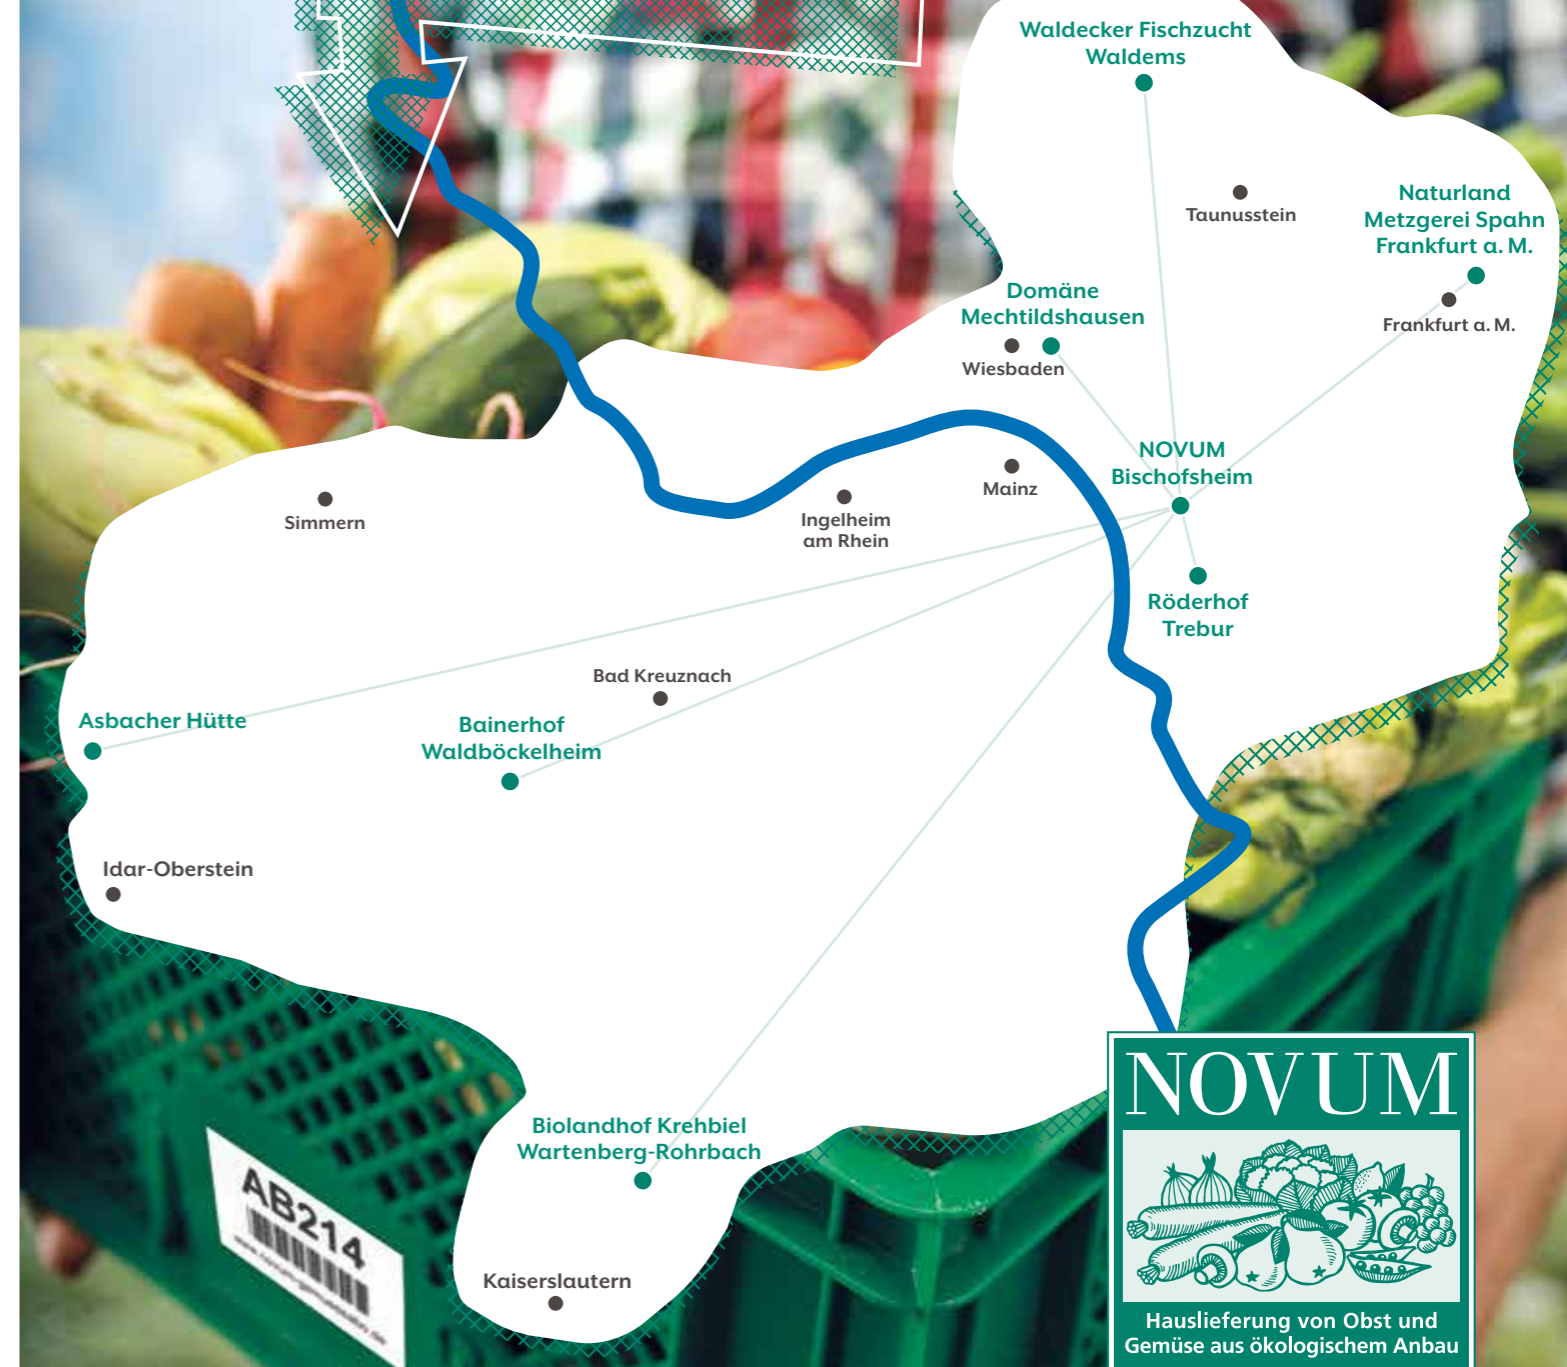 Waldecker Fischzucht
Waldems
Taunusstein
Naturland
Metzgerei Spahn
Frankfurt a. M.
Frankfurt a. M.
Domäne
Mechtildshausen
Wiesbaden
NOVUM
Bischofsheim
Mainz
Ingelheim
am Rhein
Simmern
Röderhof
Trebur
Bad Kreuznach
Asbacher Hütte
Bainerhof
Waldböckelheim
Idar-Oberstein
Biolandhof Krehbiel
Wartenberg-Rohrbach
Kaiserslautern
AB214
NOVUM
Hauslieferung von Obst und
Gemüse aus ökologischem Anbau